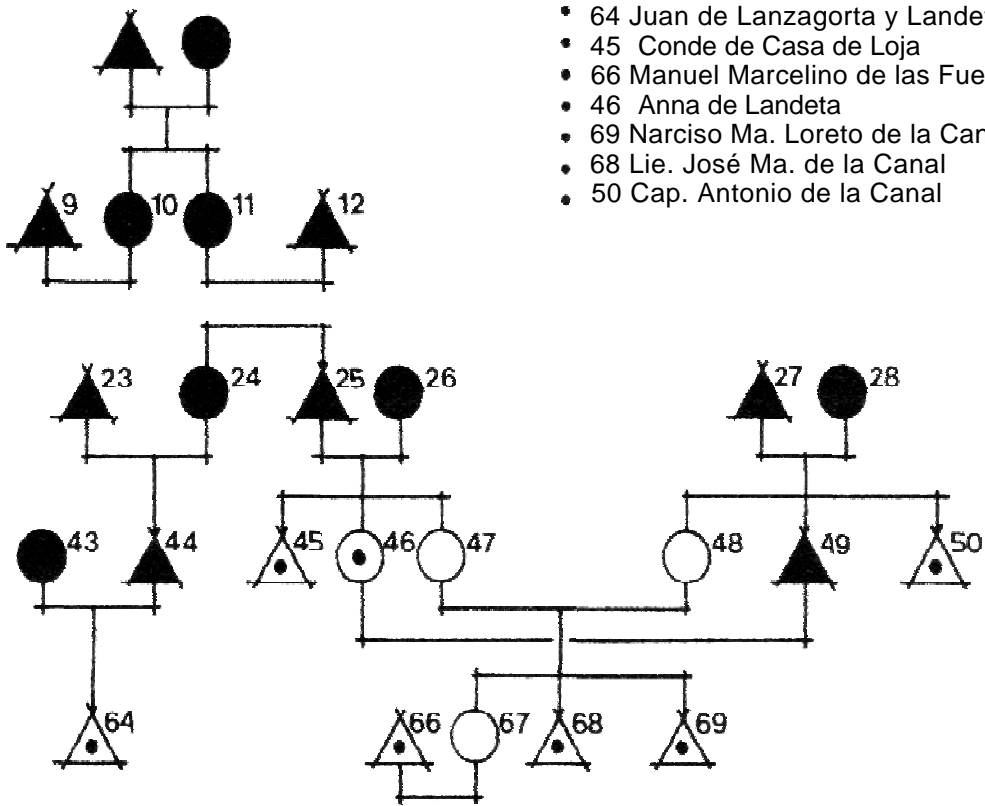 • 64 Juan de Lanzagorta y Lande
• 45 Conde de Casa de Loja
• 66 Manuel Marcelino de las Fue
• 46 Anna de Landeta
• 69 Narciso Ma. Loreto de la Can
• 68 Lie. José Ma. de la Canal
• 50 Cap. Antonio de la Canal
9 10 11 12
23 24 25 26 27 28
43 44 45 46 47 48 49 50
64 66 67 68 69